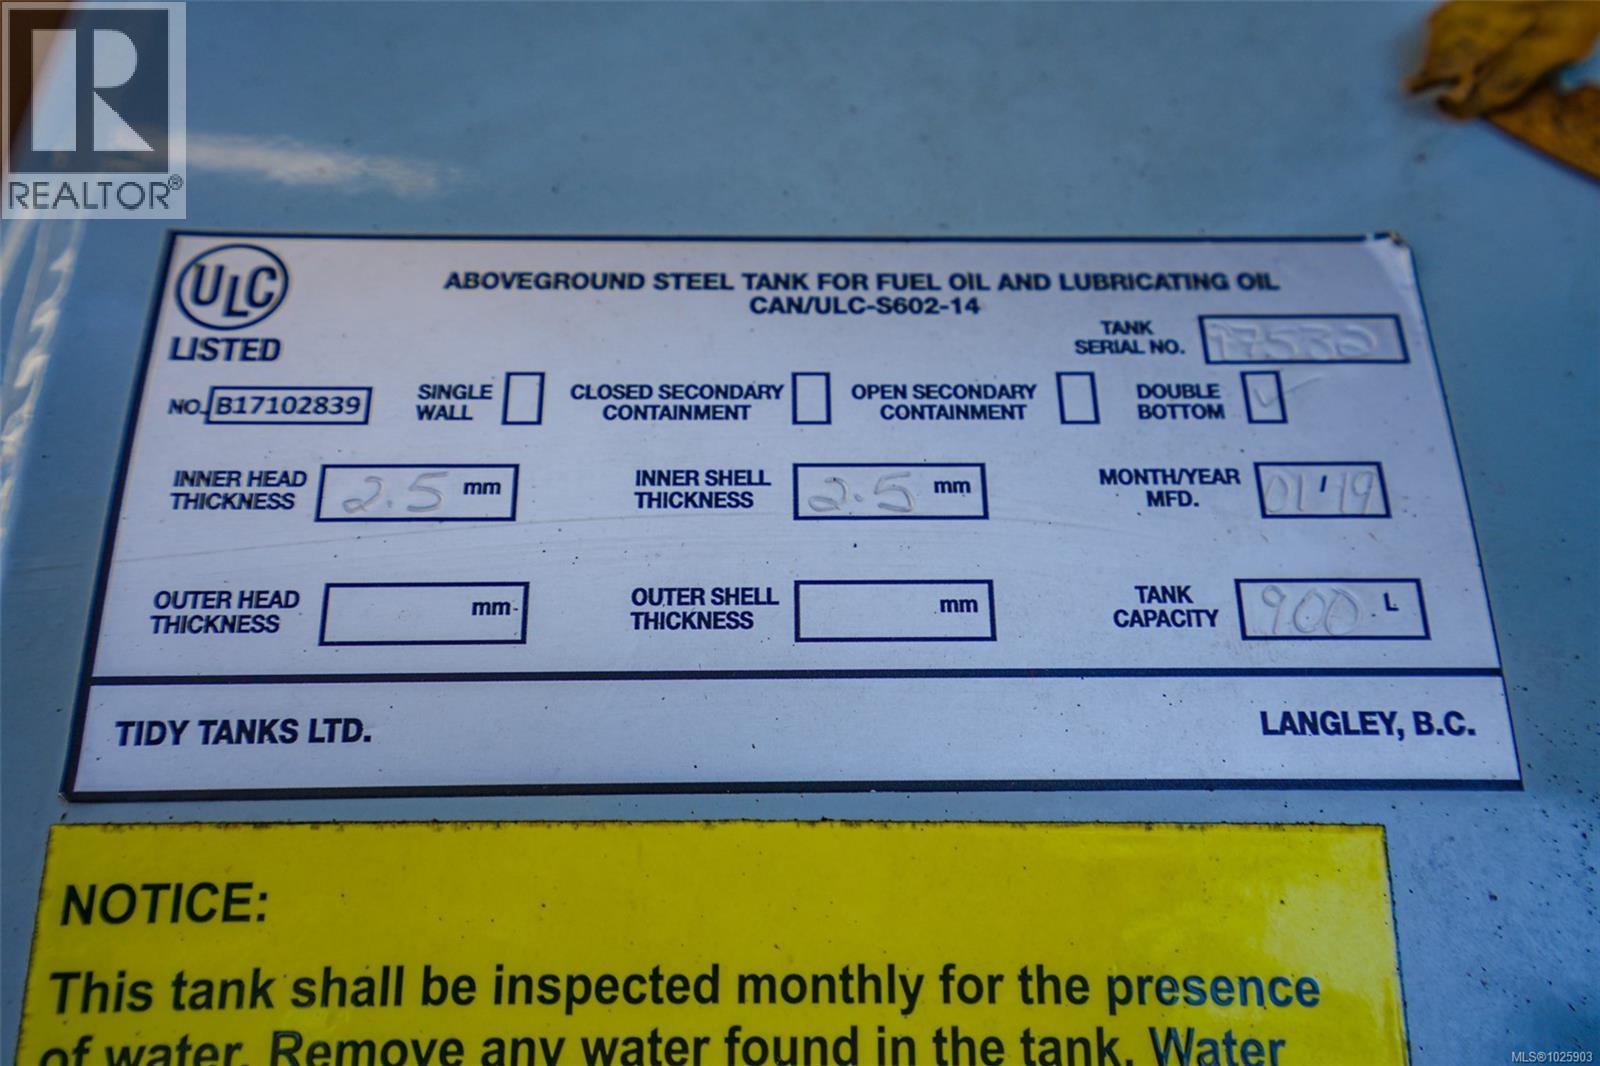 REALTOR®
ULC
LISTED
ABOVEGROUND STEEL TANK FOR FUEL OIL AND LUBRICATING OIL
CAN/ULC-S602-14
TANK
SERIAL NO. 17532
NO. B17102839
SINGLE
WALL
CLOSED SECONDARY
CONTAINMENT
OPEN SECONDARY
CONTAINMENT
DOUBLE
BOTTOM ✓
INNER HEAD
THICKNESS 2.5 mm
INNER SHELL
THICKNESS 2.5 mm
MONTH/YEAR
MFD. 01'19
OUTER HEAD
THICKNESS mm
OUTER SHELL
THICKNESS mm
TANK
CAPACITY 900 L
TIDY TANKS LTD.
LANGLEY, B.C.
NOTICE:
This tank shall be inspected monthly for the presence
of water. Remove any water found in the tank. Water
MLS®1025903